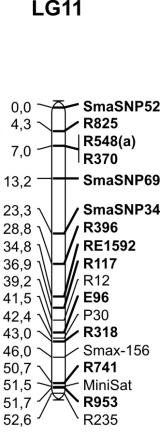 LG11
0,0 SmaSNP52
4,3 R825
7,0 R548(a)
R370
13,2 SmaSNP69
23,3 SmaSNP34
28,8 R396
34,8 RE1592
36,9 R117
39,2 R12
41,5 E96
42,4 P30
43,0 R318
46,0 Smax-156
50,7 R741
51,5 MiniSat
51,7 R953
52,6 R235